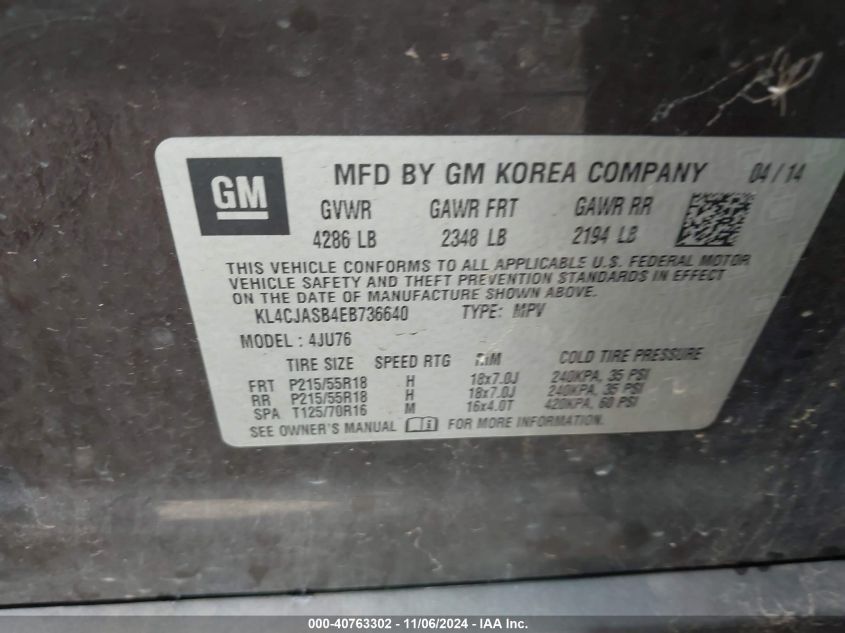 GM
MFD BY GM KOREA COMPANY 04/14
GVWR GAWR FRT GAWR RR
4286 LB 2348 LB 2194 LB
THIS VEHICLE CONFORMS TO ALL APPLICABLE U.S. FEDERAL MOTOR
VEHICLE SAFETY AND THEFT PREVENTION STANDARDS IN EFFECT
ON THE DATE OF MANUFACTURE SHOWN ABOVE.
KL4CJASB4EB736640 TYPE: MPV
MODEL: 4JU76
TIRE SIZE SPEED RTG RIM COLD TIRE PRESSURE
FRT P215/55R18 H 18x7.0J 240KPA, 35 PSI
RR P215/55R18 H 18x7.0J 240KPA, 35 PSI
SPA T125/70R16 M 16x4.0T 420KPA, 60 PSI
SEE OWNER'S MANUAL FOR MORE INFORMATION.
000-40763302 - 11/06/2024 - IAA Inc.